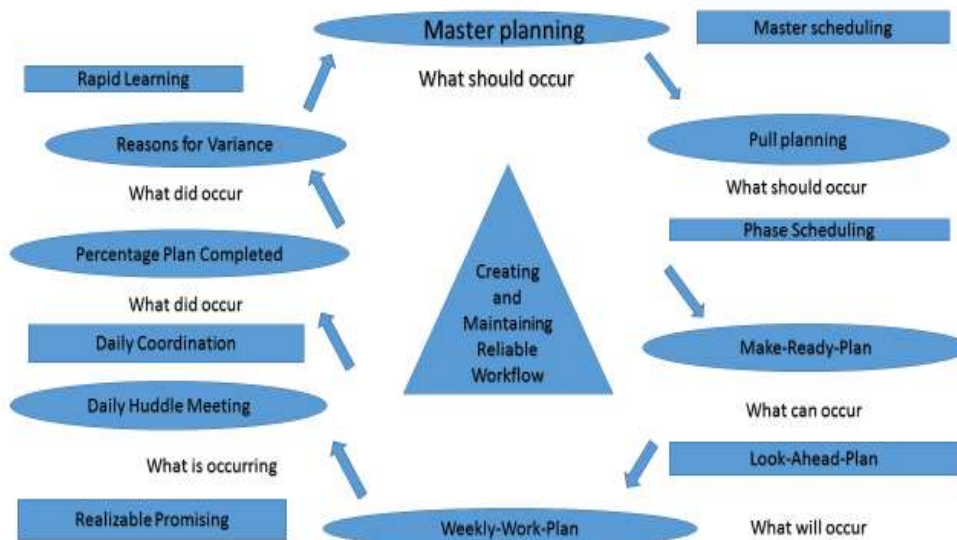 Master planning
Master scheduling
What should occur
Rapid Learning
Reasons for Variance
Pull planning
What did occur
What should occur
Phase Scheduling
Percentage Plan Completed
What did occur
Creating
and
Maintaining
Reliable
Workflow
Daily Coordination
Make-Ready-Plan
Daily Huddle Meeting
What can occur
What is occurring
Look-Ahead-Plan
Realizable Promising
Weekly-Work-Plan
What will occur